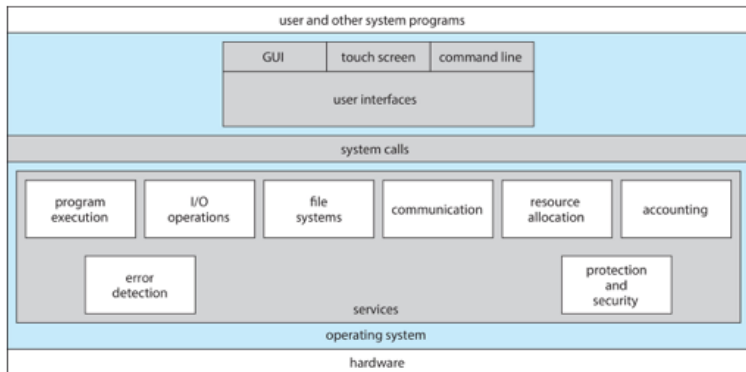 user and other system programs
GUI touch screen command line
user interfaces
system calls
program execution
I/O operations
file systems
communication
resource allocation
accounting
error detection
protection and security
services
operating system
hardware